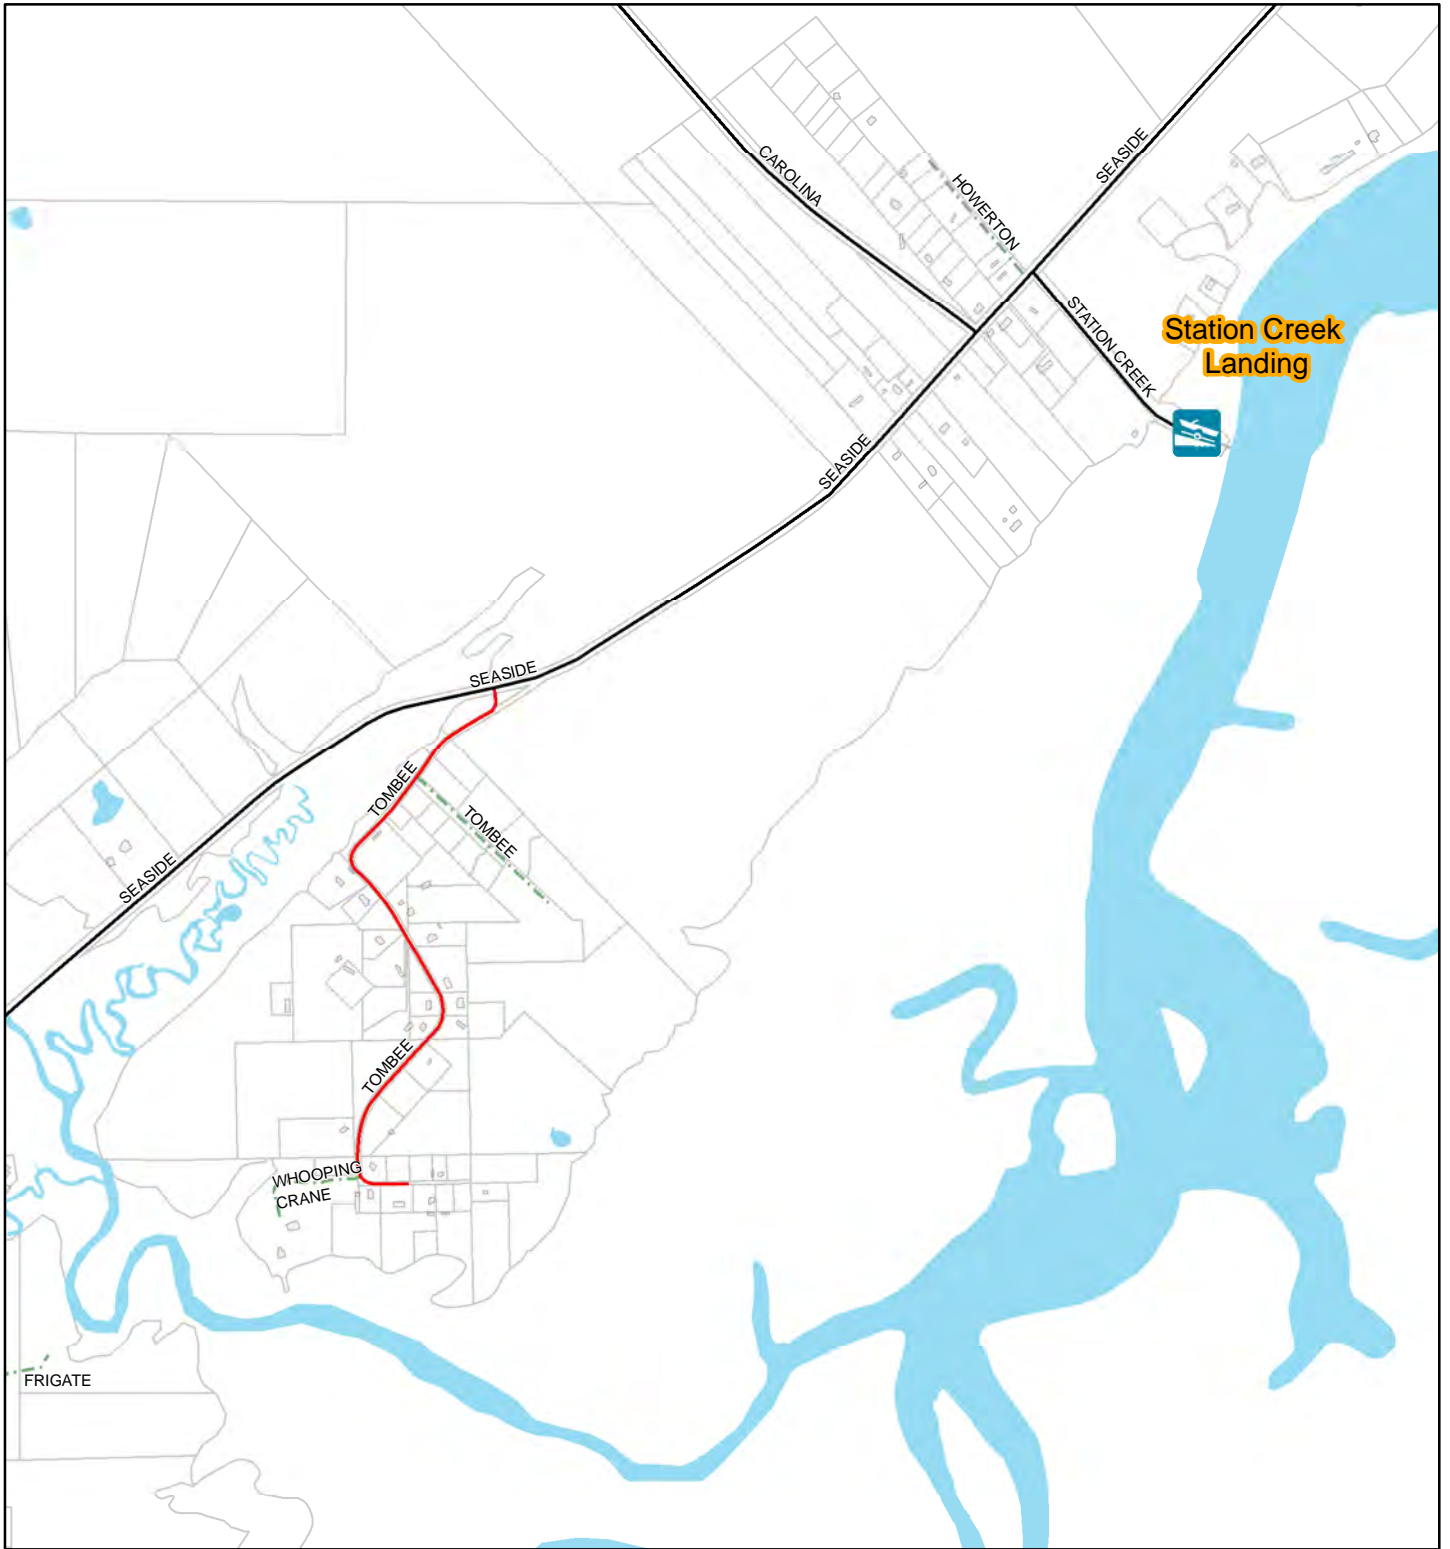 SEASIDE
CAROLINA
HOWERTON
STATION CREEK
Station Creek
Landing
SEASIDE
SEASIDE
TOMBEE
TOMBEE
SEASIDE
TOMBEE
WHOOPING
CRANE
FRIGATE